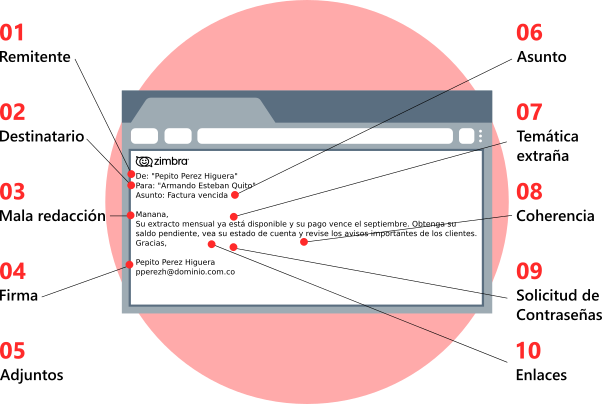 01
Remitente
02
Destinatario
03
Mala redacción
04
Firma
05
Adjuntos
zimbra
De: "Pepito Perez Higuera"
Para: "Armando Esteban Quito"
Asunto: Factura vencida
Manana,
Su extracto mensual ya está disponible y su pago vence el septiembre. Obtenga su
saldo pendiente, vea su estado de cuenta y revise los avisos importantes de los clientes.
Gracias,
Pepito Perez Higuera
pperezh@dominio.com.co
06
Asunto
07
Temática
extraña
08
Coherencia
09
Solicitud de
Contraseñas
10
Enlaces